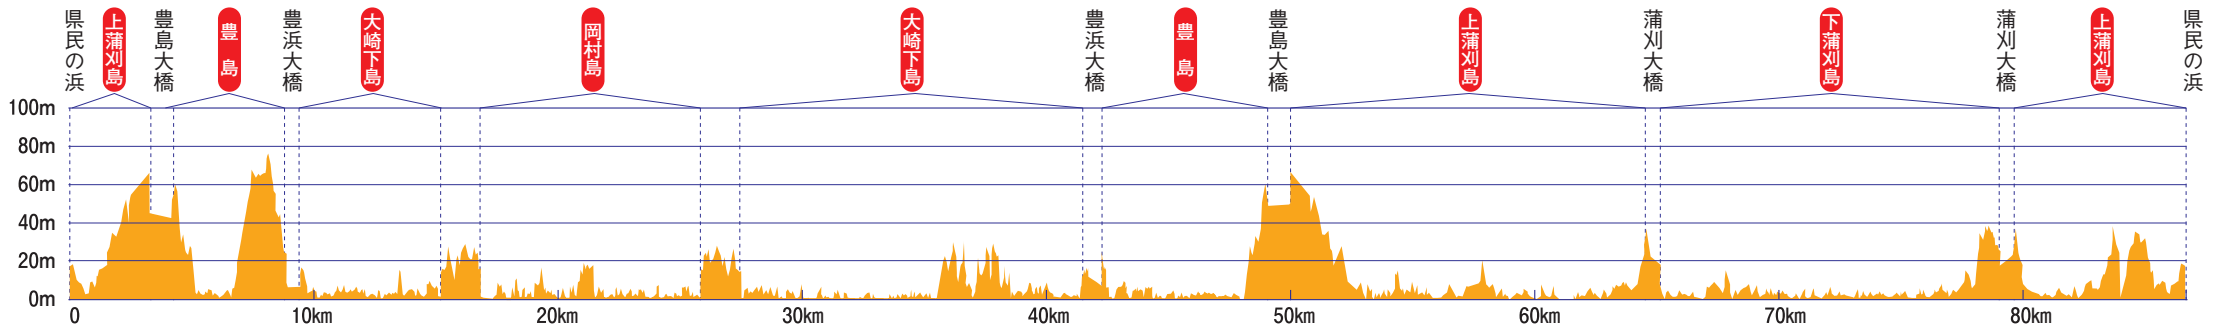 県民の浜
上蒲刈島
豊島大橋
豊島
豊浜大橋
大崎下島
岡村島
大崎下島
豊浜大橋
豊島
豊島大橋
上蒲刈島
蒲刈大橋
下蒲刈島
蒲刈大橋
上蒲刈島
県民の浜
100m
80m
60m
40m
20m
0m
0
10km
20km
30km
40km
50km
60km
70km
80km